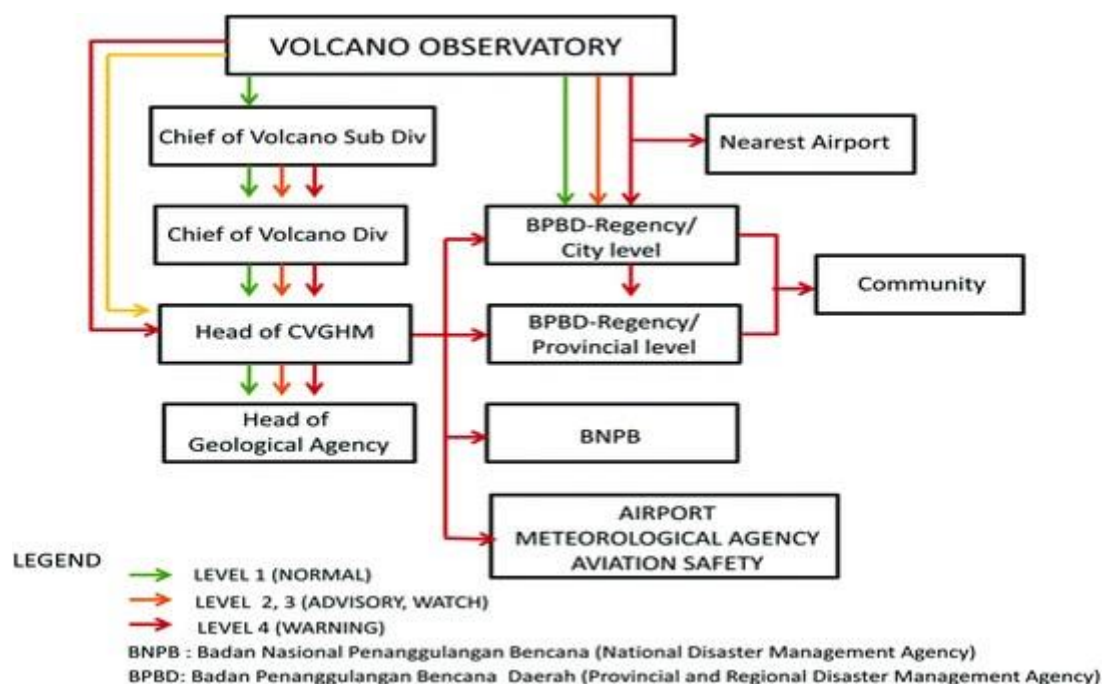 VOLCANO OBSERVATORY
Chief of Volcano Sub Div
Nearest Airport
Chief of Volcano Div
BPBD-Regency/
City level
Community
Head of CVGHM
BPBD-Regency/
Provincial level
Head of
Geological Agency
BNPB
AIRPORT
METEOROLOGICAL AGENCY
AVIATION SAFETY
LEGEND
LEVEL 1 (NORMAL)
LEVEL 2, 3 (ADVISORY, WATCH)
LEVEL 4 (WARNING)
BNPB : Badan Nasional Penanggulangan Bencana (National Disaster Management Agency)
BPBD: Badan Penanggulangan Bencana Daerah (Provincial and Regional Disaster Management Agency)